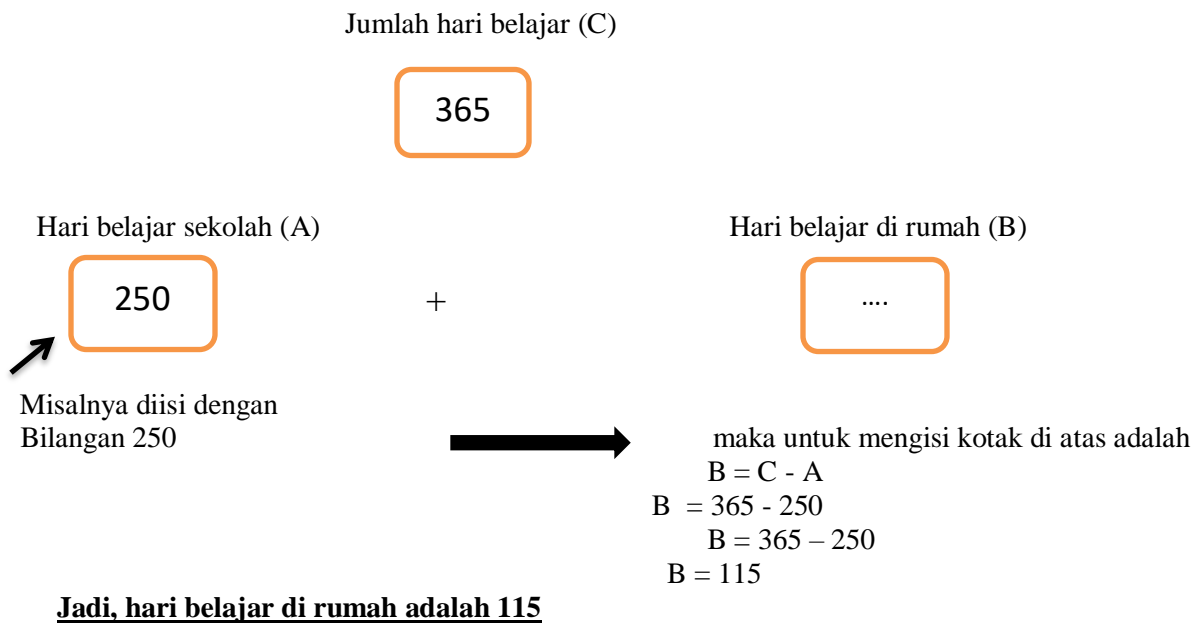 Jumlah hari belajar (C)
365
Hari belajar sekolah (A)
Hari belajar di rumah (B)
250
+
....
Misalnya diisi dengan
Bilangan 250
maka untuk mengisi kotak di atas adalah
B = C - A
B = 365 - 250
B = 365 – 250
B = 115
Jadi, hari belajar di rumah adalah 115